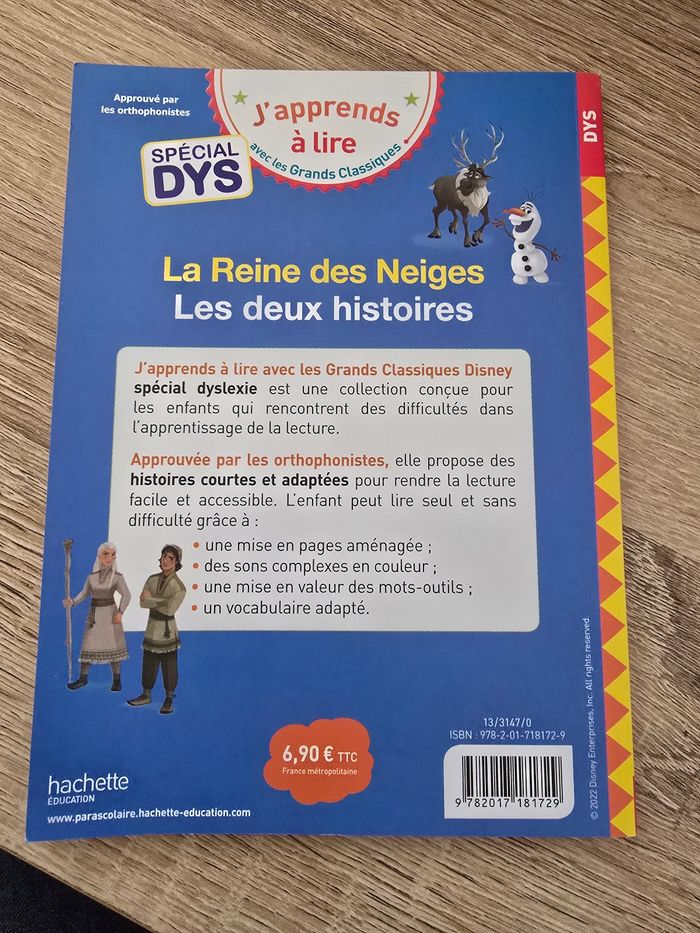 Approuvé par
les orthophonistes
J'apprends
à lire
avec les Grands Classiques
SPÉCIAL
DYS
DYS
La Reine des Neiges
Les deux histoires
J'apprends à lire avec les Grands Classiques Disney
spécial dyslexie est une collection conçue pour
les enfants qui rencontrent des difficultés dans
l'apprentissage de la lecture.
Approuvée par les orthophonistes, elle propose des
histoires courtes et adaptées pour rendre la lecture
facile et accessible. L'enfant peut lire seul et sans
difficulté grâce à :
• une mise en pages aménagée ;
• des sons complexes en couleur ;
• une mise en valeur des mots-outils ;
• un vocabulaire adapté.
6,90 € TTC
France métropolitaine
13/3147/0
ISBN : 978-2-01-718172-9
9 782017 181729
hachette
ÉDUCATION
www.parascolaire.hachette-education.com
© 2022 Disney Enterprises, Inc. All rights reserved